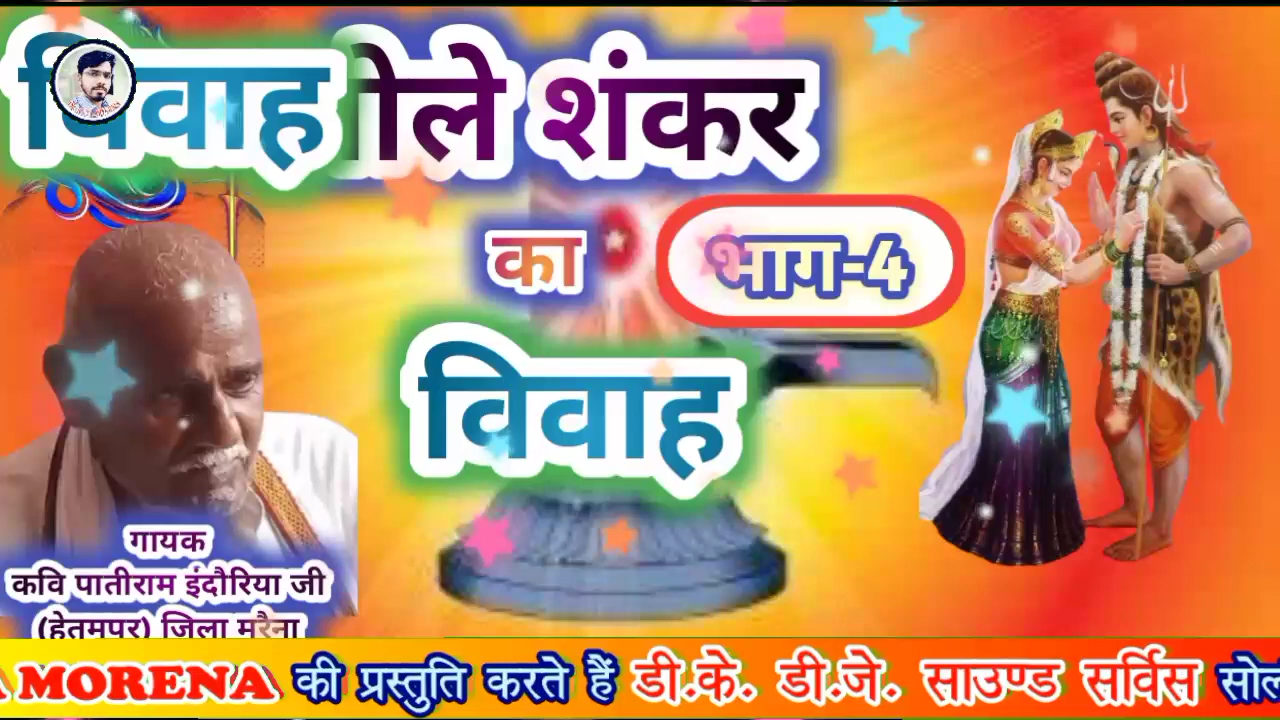 विवाह ोले शंकर
का
भाग-4
विवाह
गायक
कवि पातीराम इंदौरिया जी
(हेतमपुर) जिला मुरैना
MORENA की प्रस्तुति करते हैं डी.के. डी.जे. साउण्ड सर्विस सोल